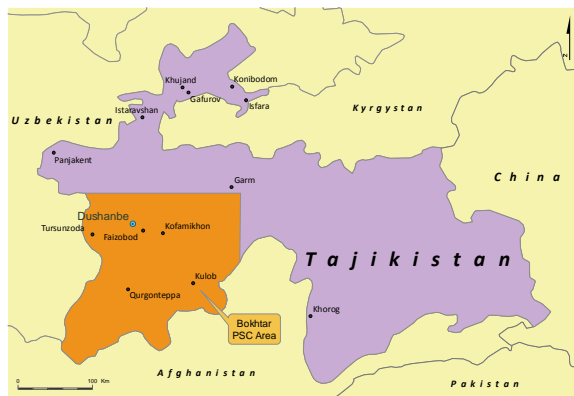 N
Khujand
Konibodom
Gafurov
Isfara
Istaravshan
Kyrgystan
Uzbekistan
Panjakent
China
Garm
Dushanbe
Tursunzoda
Faizobod
Kofamikhon
Tajikistan
Kulob
Qurgonteppa
Khorog
Bokhtar
PSC Area
Afghanistan
Pakistan
0
100 Km